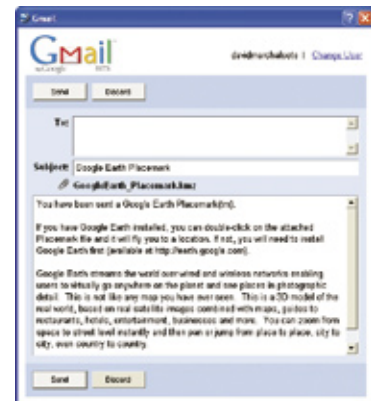 Gmail
Gmail
by Google BETA
Change User
Send Discard
To:
Subject: Google Earth Placemark
GoogleEarth_Placemark.kmz
You have been sent a Google Earth Placemark(tm).
If you have Google Earth installed, you can double-click on the attached
Placemark file and it will fly you to a location. If not, you will need to install
Google Earth first (available at http://earth.google.com).
Google Earth streams the world over wired and wireless networks enabling
users to virtually go anywhere on the planet and see places in photographic
detail. This is not like any map you have ever seen. This is a 3D model of the
real world, based on real satellite images combined with maps, guides to
restaurants, hotels, entertainment, businesses and more. You can zoom from
space to street level instantly and then pan or jump from place to place, city to
city, even country to country.
Send Discard